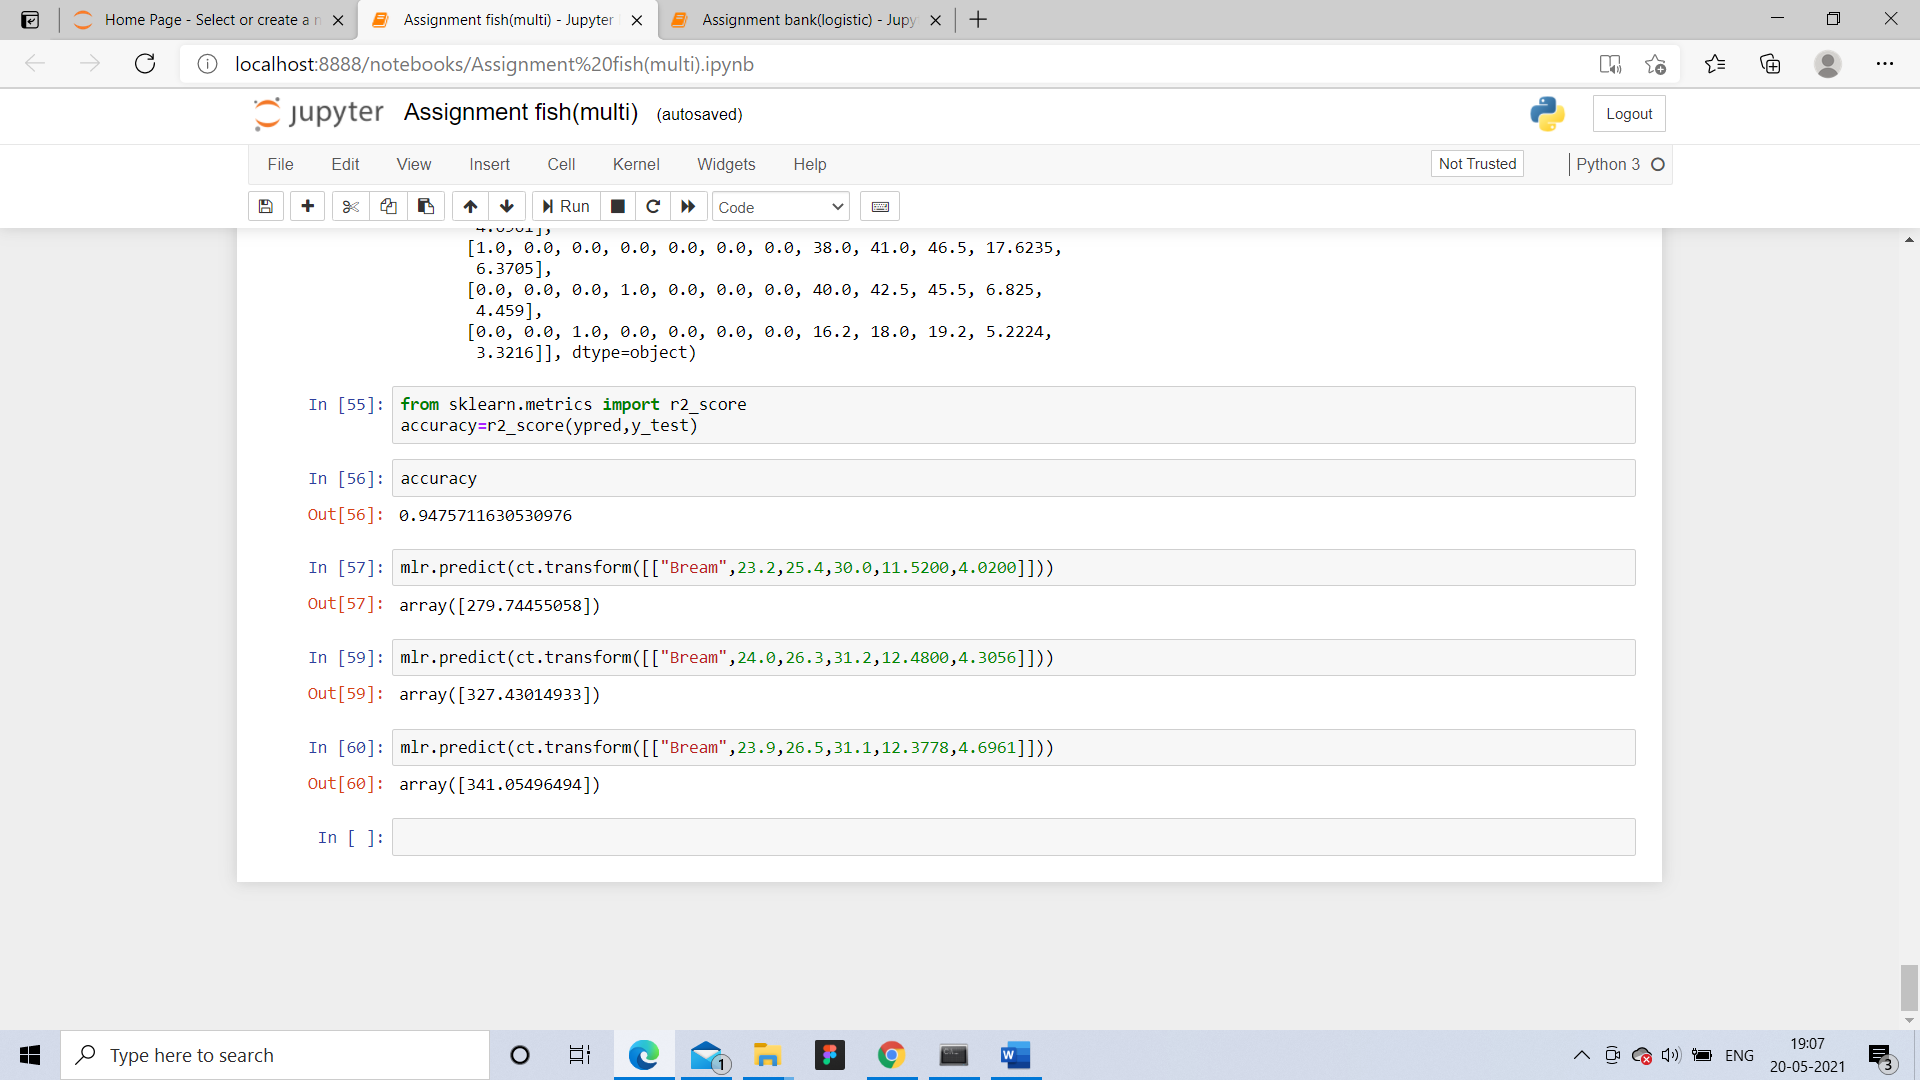 Home Page - Select or create a n
Assignment fish(multi) - Jupyter
Assignment bank(logistic) - Jupy
localhost:8888/notebooks/Assignment%20fish(multi).ipynb
jupyter Assignment fish(multi) (autosaved)
Logout
File Edit View Insert Cell Kernel Widgets Help
Not Trusted
Python 3
Run
Code
4.6961],
[1.0, 0.0, 0.0, 0.0, 0.0, 0.0, 0.0, 38.0, 41.0, 46.5, 17.6235,
6.3705],
[0.0, 0.0, 0.0, 1.0, 0.0, 0.0, 0.0, 40.0, 42.5, 45.5, 6.825,
4.459],
[0.0, 0.0, 1.0, 0.0, 0.0, 0.0, 0.0, 16.2, 18.0, 19.2, 5.2224,
3.3216]], dtype=object)
In [55]: from sklearn.metrics import r2_score
accuracy=r2_score(ypred,y_test)
In [56]: accuracy
Out[56]: 0.9475711630530976
In [57]: mlr.predict(ct.transform([["Bream",23.2,25.4,30.0,11.5200,4.0200]]))
Out[57]: array([279.74455058])
In [59]: mlr.predict(ct.transform([["Bream",24.0,26.3,31.2,12.4800,4.3056]]))
Out[59]: array([327.43014933])
In [60]: mlr.predict(ct.transform([["Bream",23.9,26.5,31.1,12.3778,4.6961]]))
Out[60]: array([341.05496494])
In [ ]:
Type here to search
1
ENG
19:07
20-05-2021
3